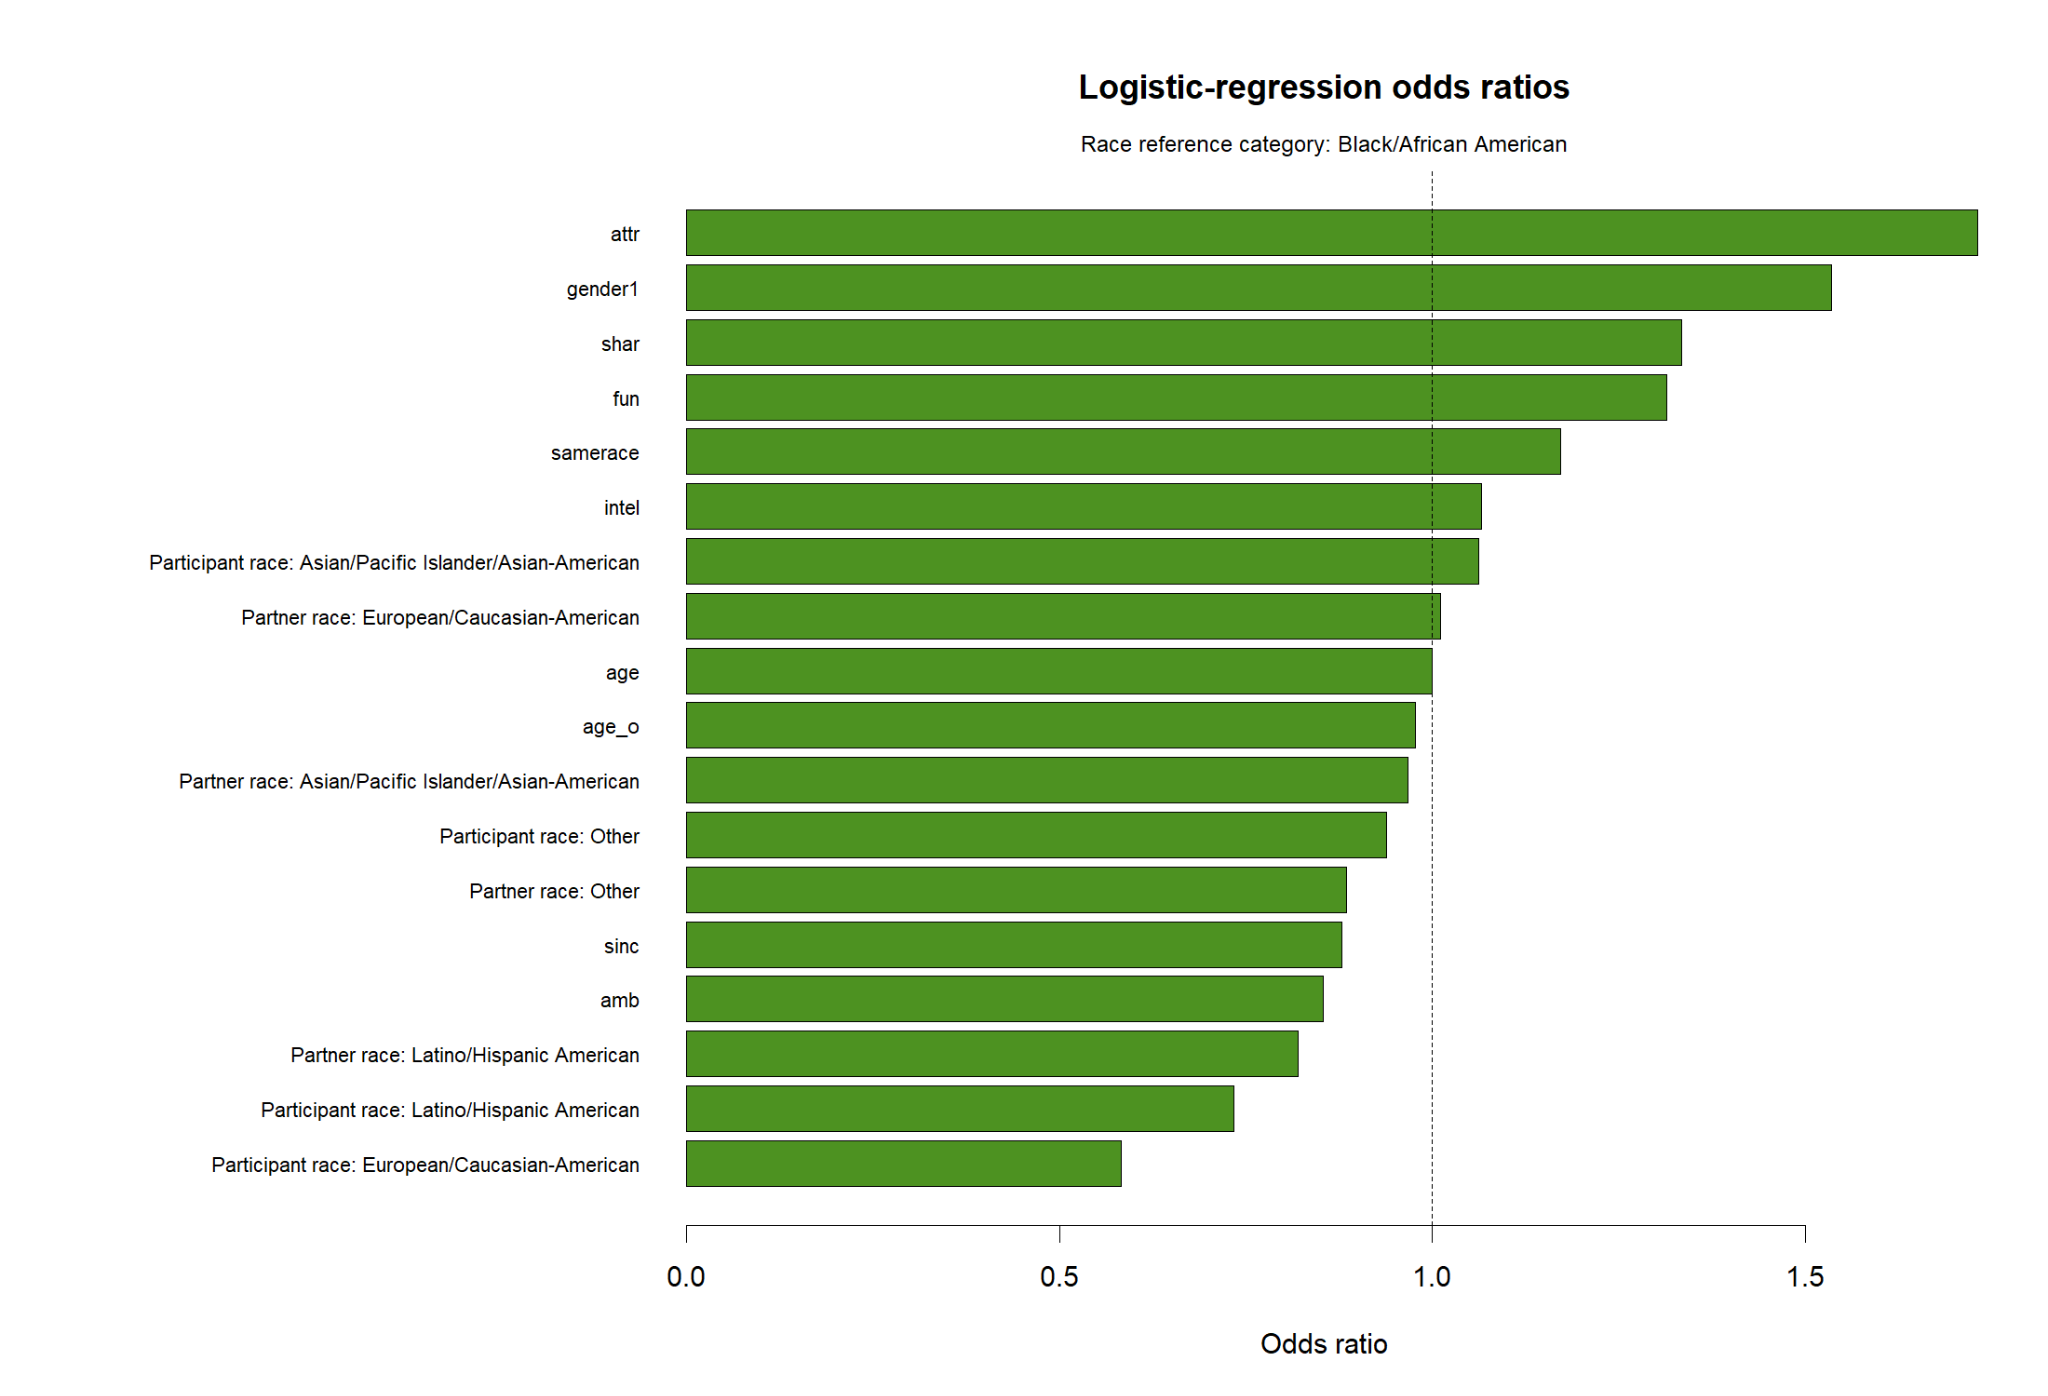 Logistic-regression odds ratios
Race reference category: Black/African American
attr
gender1
shar
fun
samerace
intel
Participant race: Asian/Pacific Islander/Asian-American
Partner race: European/Caucasian-American
age
age_o
Partner race: Asian/Pacific Islander/Asian-American
Participant race: Other
Partner race: Other
sinc
amb
Partner race: Latino/Hispanic American
Participant race: Latino/Hispanic American
Participant race: European/Caucasian-American
0.0 0.5 1.0 1.5
Odds ratio